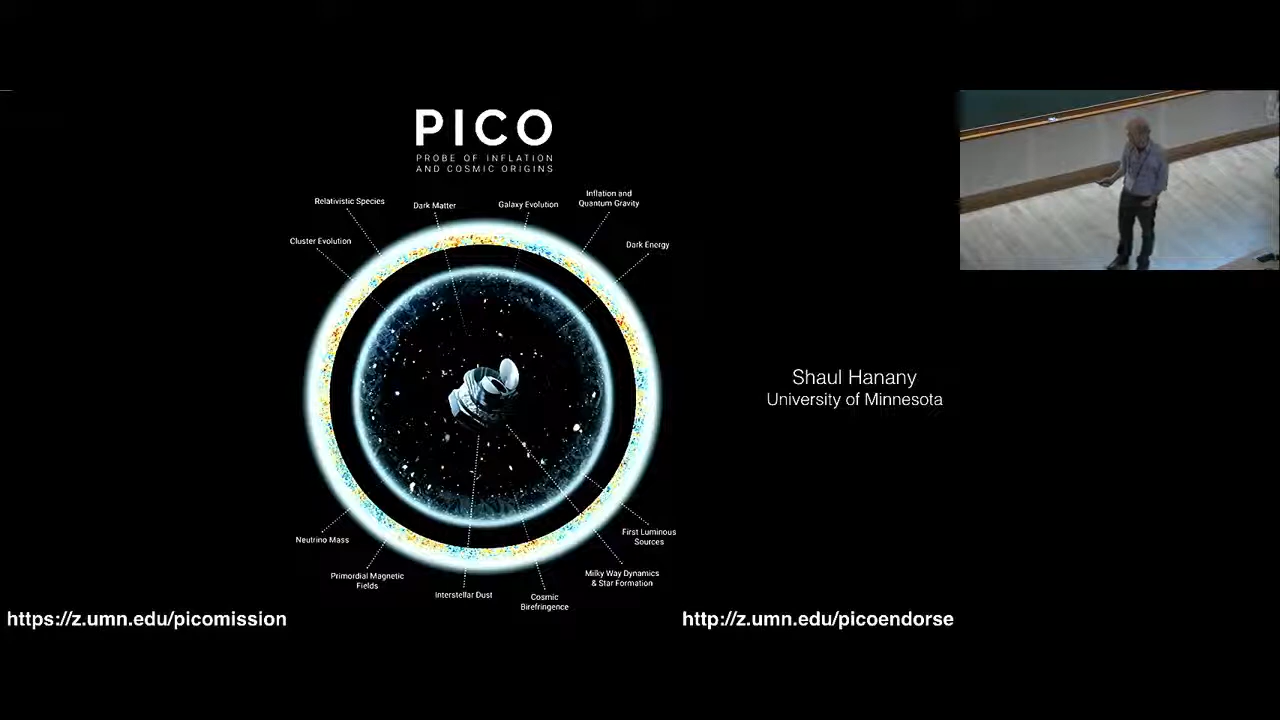 PICO
PROBE OF INFLATION
AND COSMIC ORIGINS
Relativistic Species
Dark Matter
Galaxy Evolution
Inflation and
Quantum Gravity
Cluster Evolution
Dark Energy
Shaul Hanany
University of Minnesota
Neutrino Mass
First Luminous
Sources
Primordial Magnetic
Fields
Interstellar Dust
Cosmic
Birefringence
Milky Way Dynamics
& Star Formation
https://z.umn.edu/picomission
http://z.umn.edu/picoendorse